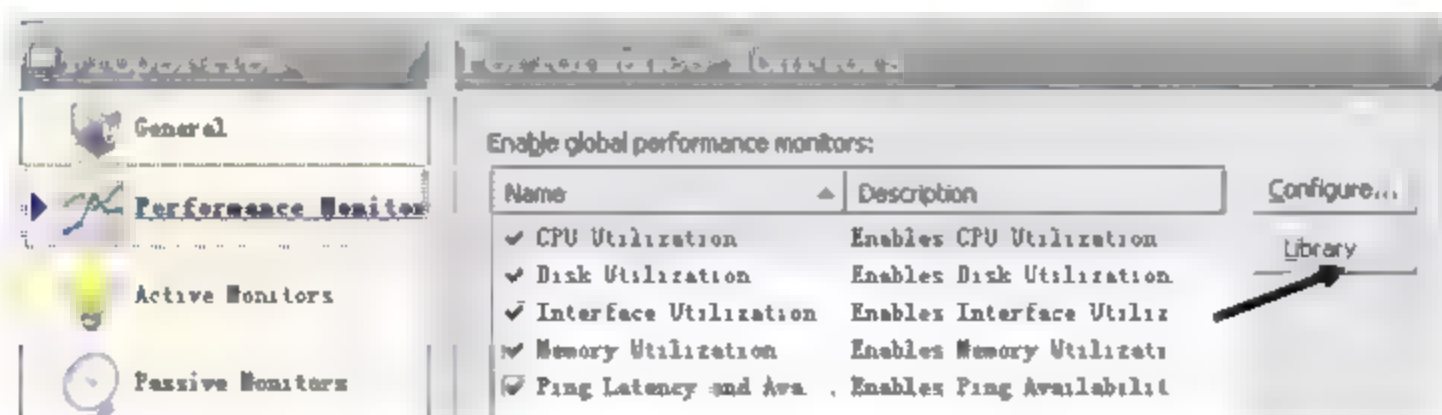 General
Performance Monitor
Active Monitors
Passive Monitors
Enable global performance monitors:
Name Description
CPU Utilization Enables CPU Utilization
Disk Utilization Enables Disk Utilization
Interface Utilization Enables Interface Utiliz
Memory Utilization Enables Memory Utilizati
Ping Latency and Ava... Enables Ping Availabilit
Configure...
Library